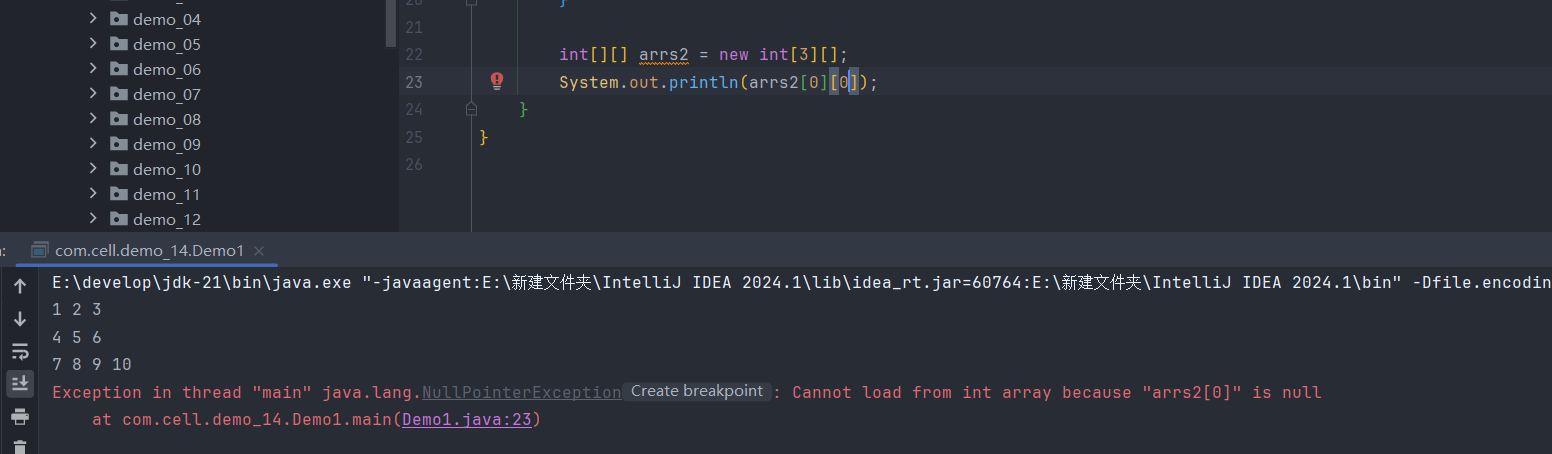 demo_04
demo_05
demo_06
demo_07
demo_08
demo_09
demo_10
demo_11
demo_12
20 }
21
22 int[][] arrs2 = new int[3][];
23 System.out.println(arrs2[0][0]);
24 }
25 }
26
com.cell.demo_14.Demo1
E:\develop\jdk-21\bin\java.exe "-javaagent:E:\新建文件夹\IntelliJ IDEA 2024.1\lib\idea_rt.jar=60764:E:\新建文件夹\IntelliJ IDEA 2024.1\bin" -Dfile.encodin
1 2 3
4 5 6
7 8 9 10
Exception in thread "main" java.lang.NullPointerException Create breakpoint : Cannot load from int array because "arrs2[0]" is null
at com.cell.demo_14.Demo1.main(Demo1.java:23)